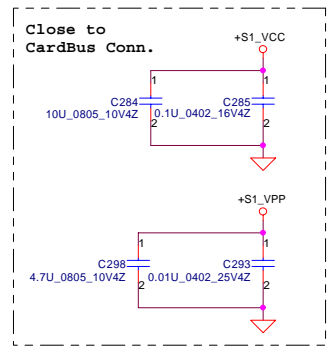 Close to
CardBus Conn.
+S1_VCC
1
1
C284
C285
10U_0805_10V4Z
0.1U_0402_16V4Z
2
2
+S1_VPP
1
1
C298
C293
4.7U_0805_10V4Z
0.01U_0402_25V4Z
2
2